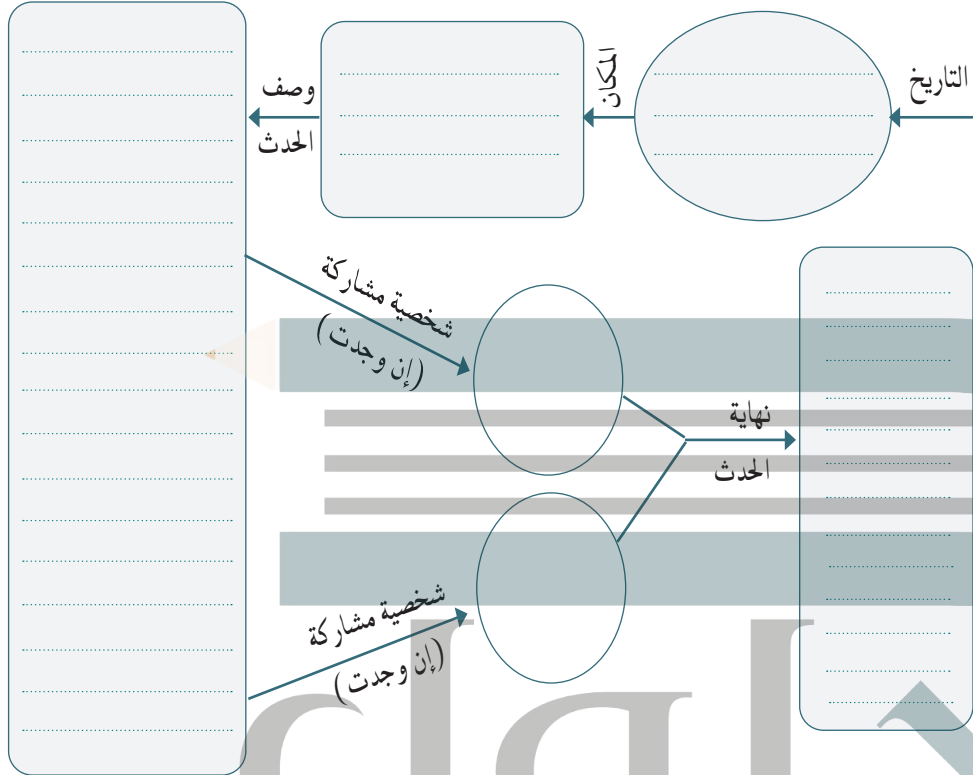 التاريخ
المكان
وصف
الحدث
شخصية مشاركة
(إن وجدت)
نهاية
الحدث
شخصية مشاركة
(إن وجدت)